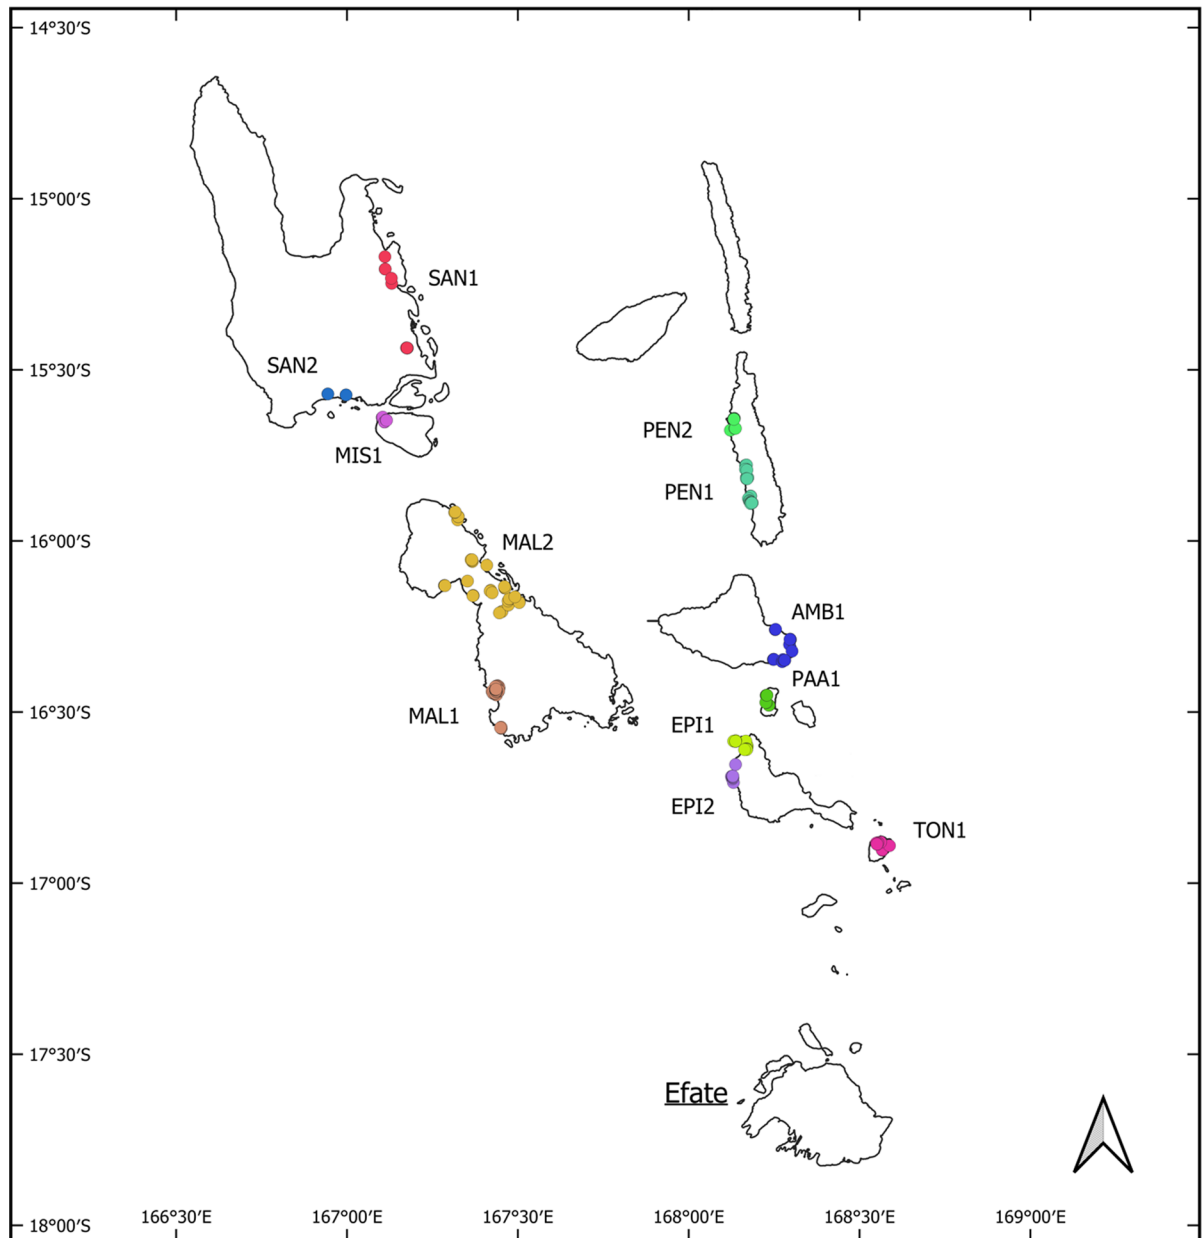 14°30′S
15°00′S
SAN1
SAN2
15°30′S
PEN2
MIS1
PEN1
16°00′S
MAL2
AMB1
PAA1
16°30′S
MAL1
EPI1
EPI2
TON1
17°00′S
17°30′S
Efate
166°30′E
167°00′E
167°30′E
168°00′E
168°30′E
169°00′E
18°00′S